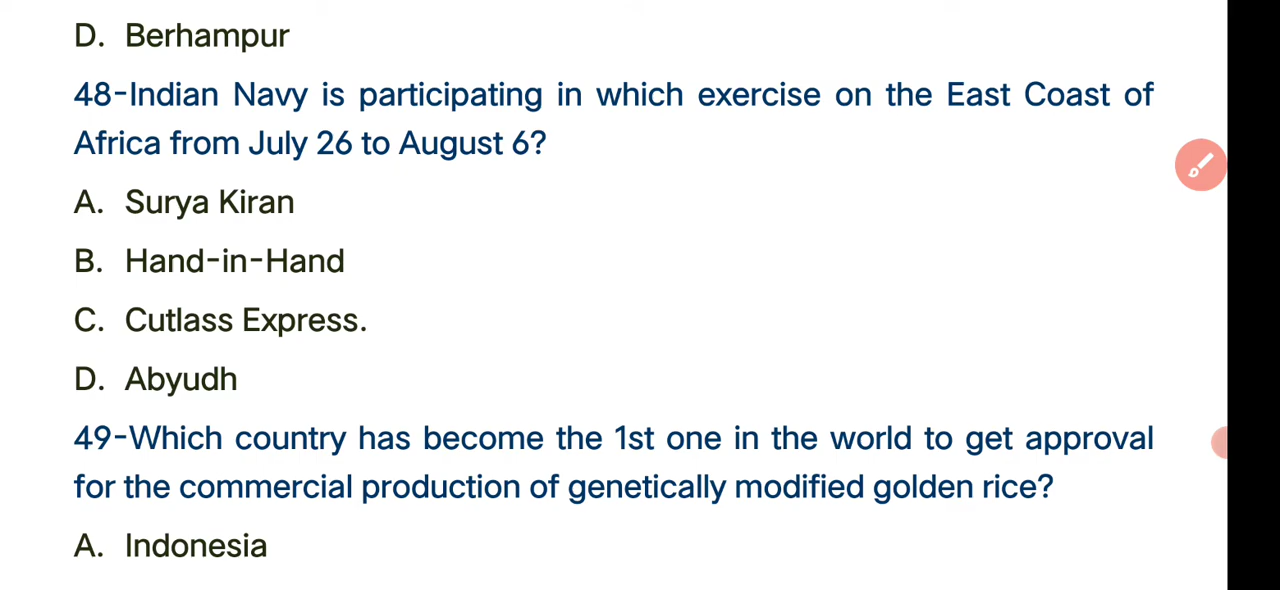 D. Berhampur
48-Indian Navy is participating in which exercise on the East Coast of
Africa from July 26 to August 6?
A. Surya Kiran
B. Hand-in-Hand
C. Cutlass Express.
D. Abyudh
49-Which country has become the 1st one in the world to get approval
for the commercial production of genetically modified golden rice?
A. Indonesia